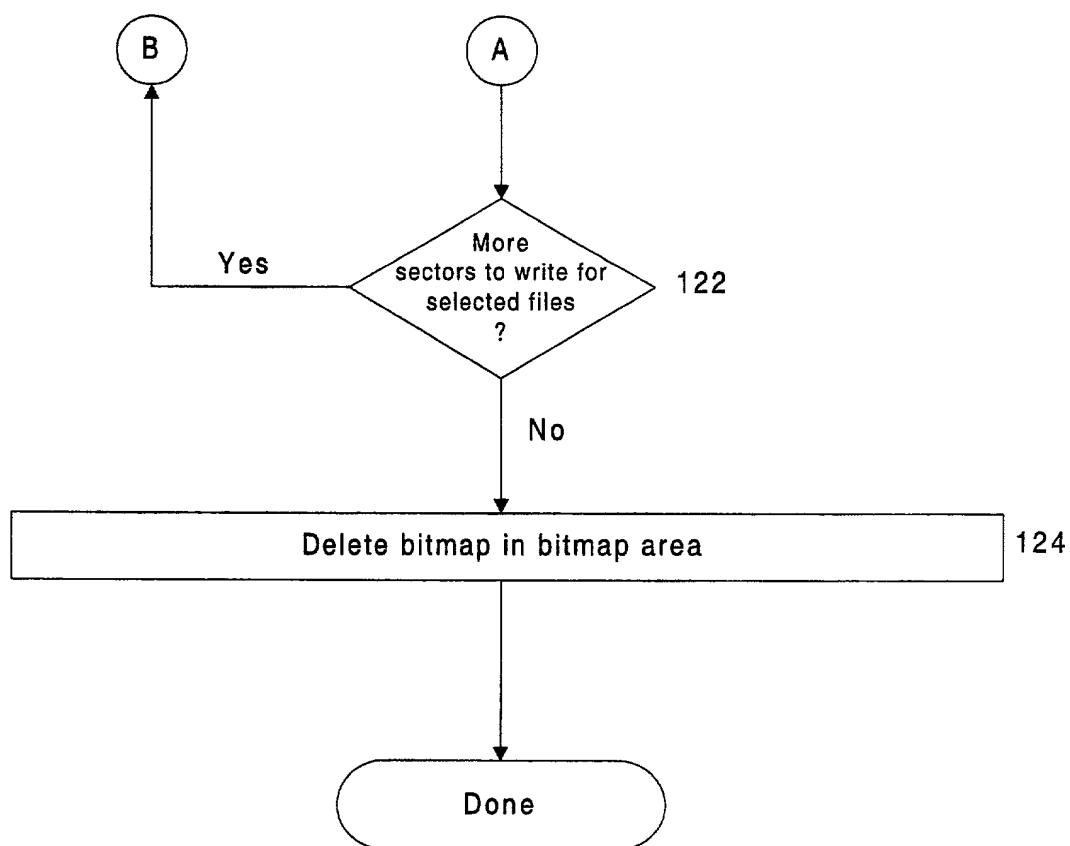 B
A
Yes
More
sectors to write for
selected files
?
122
No
Delete bitmap in bitmap area
124
Done